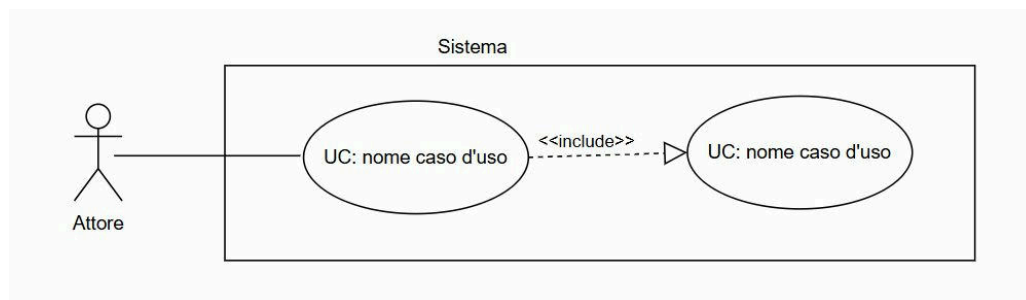 Sistema
UC: nome caso d'uso
<<include>>
UC: nome caso d'uso
Attore